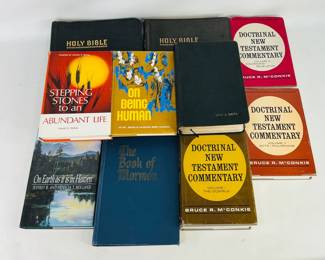 HOLY BIBLE
HOLY BIBLE
DOCTRINAL
NEW
TESTAMENT
COMMENTARY
BRUCE R. McCONKIE
STEPPING
STONES to
an
ABUNDANT LIFE
ON
BEING
HUMAN
DOCTRINAL
NEW
TESTAMENT
COMMENTARY
BRUCE R. McCONKIE
On Earth as It Is in Heaven
The
Book of
Mormon
DOCTRINAL
NEW
TESTAMENT
COMMENTARY
THE GOSPELS
BRUCE R. McCONKIE